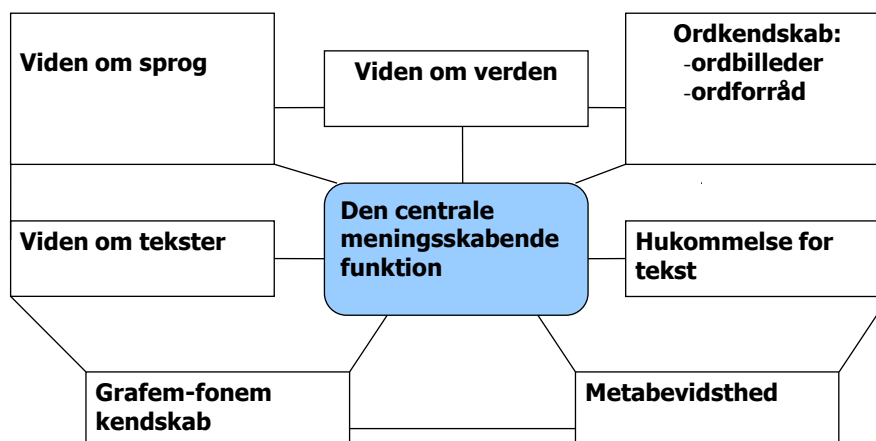 Viden om sprog
Viden om verden
Ordkendskab:
-ordbilleder
-ordforråd
Den centrale
meningsskabende
funktion
Viden om tekster
Hukommelse for
tekst
Grafem-fonem
kendskab
Metabevidsthed